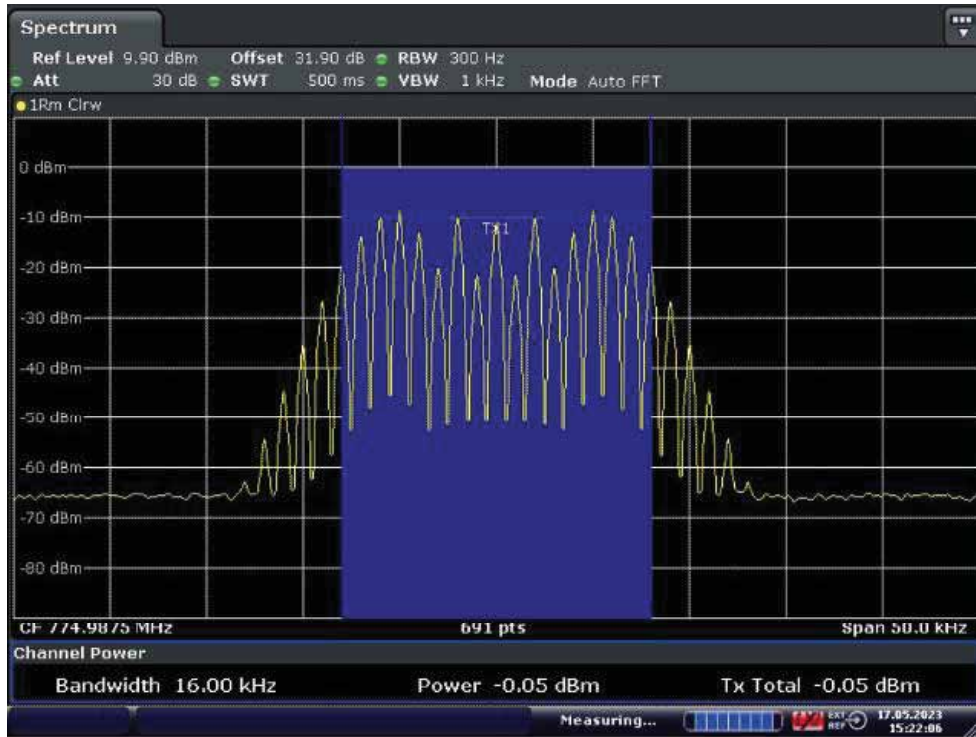 Spectrum
Ref Level 9.90 dBm Offset 31.90 dB RBW 300 Hz
Att 30 dB SWT 500 ms VBW 1 kHz Mode Auto FFT
1Rm Clrw
0 dBm
-10 dBm
TX1
-20 dBm
-30 dBm
-40 dBm
-50 dBm
-60 dBm
-70 dBm
-80 dBm
CF 774.9875 MHz 691 pts Span 50.0 kHz
Channel Power
Bandwidth 16.00 kHz Power -0.05 dBm Tx Total -0.05 dBm
Measuring... EXT REF 17.05.2023 15:22:06